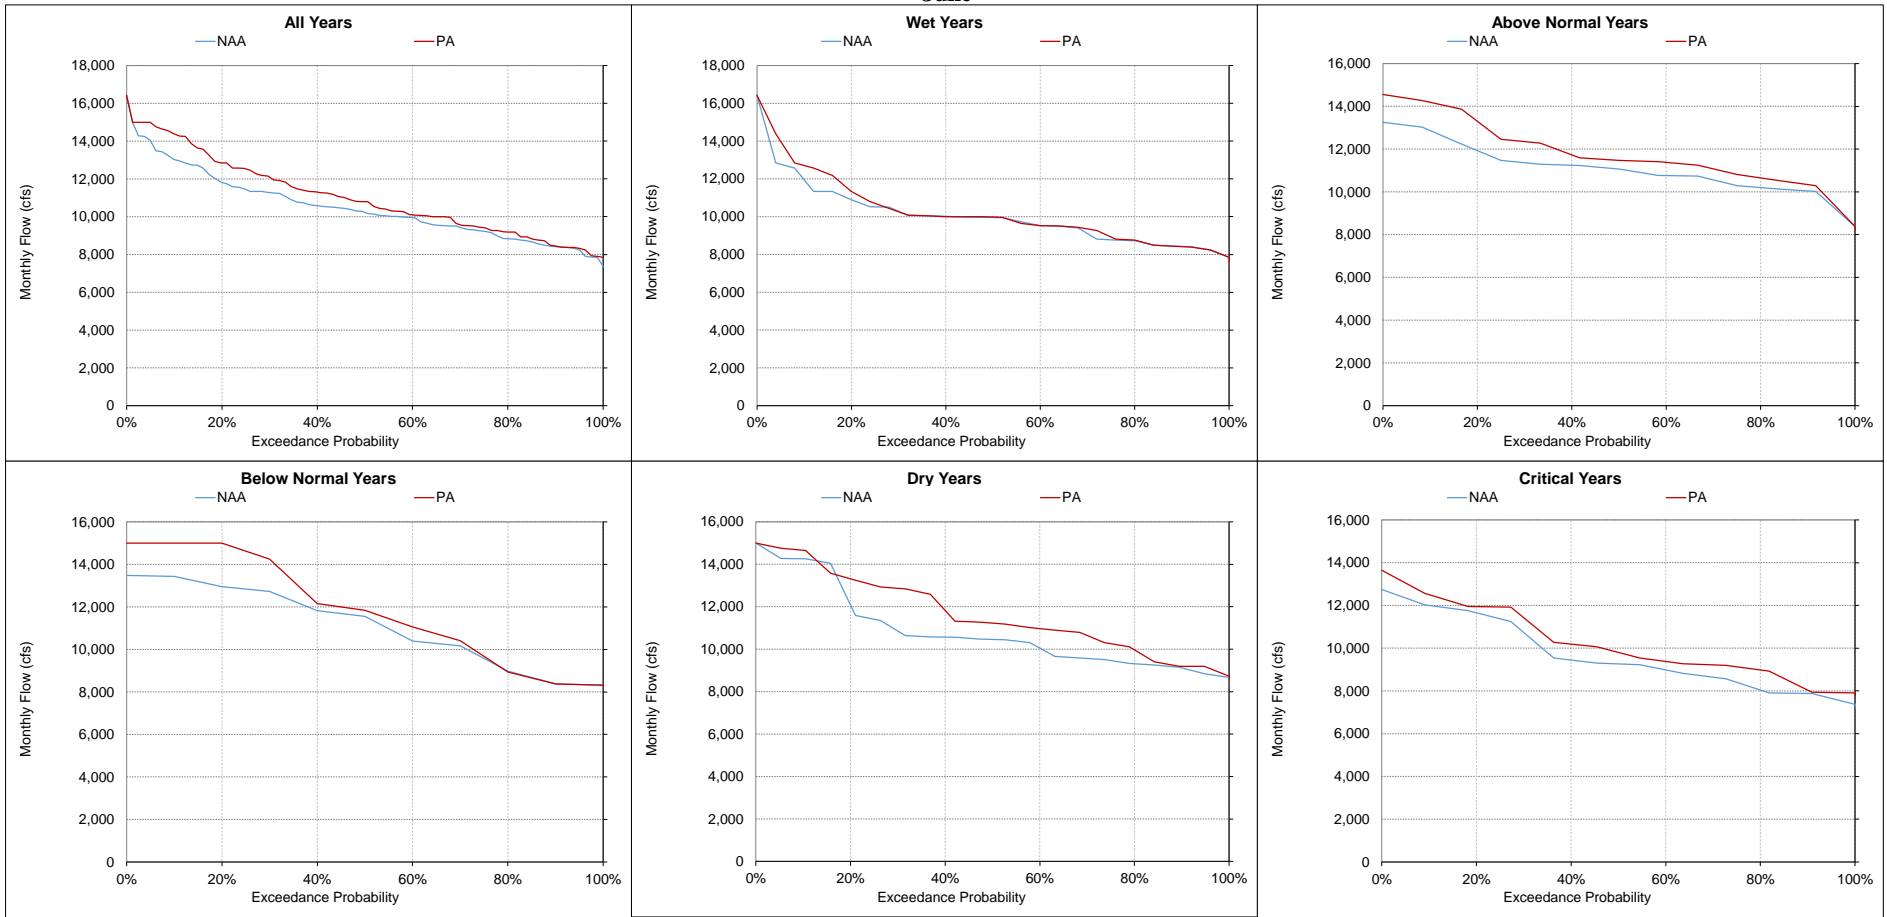 All Years
NAA PA
18,000
16,000
14,000
12,000
10,000
8,000
6,000
4,000
2,000
0
Monthly Flow (cfs)
0% 20% 40% 60% 80% 100%
Exceedance Probability
Wet Years
NAA PA
18,000
16,000
14,000
12,000
10,000
8,000
6,000
4,000
2,000
0
Monthly Flow (cfs)
0% 20% 40% 60% 80% 100%
Exceedance Probability
Above Normal Years
NAA PA
16,000
14,000
12,000
10,000
8,000
6,000
4,000
2,000
0
Monthly Flow (cfs)
0% 20% 40% 60% 80% 100%
Exceedance Probability
Below Normal Years
NAA PA
16,000
14,000
12,000
10,000
8,000
6,000
4,000
2,000
0
Monthly Flow (cfs)
0% 20% 40% 60% 80% 100%
Exceedance Probability
Dry Years
NAA PA
16,000
14,000
12,000
10,000
8,000
6,000
4,000
2,000
0
Monthly Flow (cfs)
0% 20% 40% 60% 80% 100%
Exceedance Probability
Critical Years
NAA PA
16,000
14,000
12,000
10,000
8,000
6,000
4,000
2,000
0
Monthly Flow (cfs)
0% 20% 40% 60% 80% 100%
Exceedance Probability